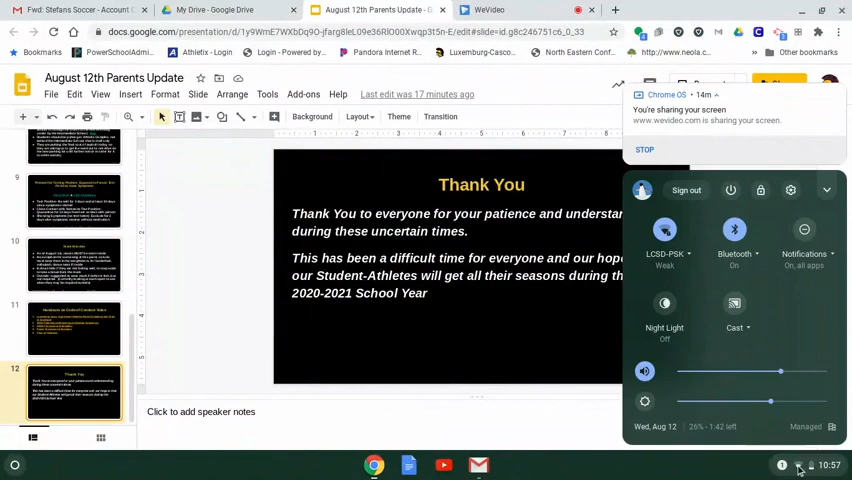 Fwd: Stefans Soccer - Account C
My Drive - Google Drive
August 12th Parents Update - G
WeVideo
docs.google.com/presentation/d/1y9WmE7WXbDq9O-jfarg8leL09e36RlO00Xwqp3t5n-E/edit#slide=id.g8c246751c6_0_33
Bookmarks
PowerSchoolAdmi...
Athletix - Login
Login - Powered by...
Pandora Internet R...
Luxemburg-Casco...
North Eastern Conf...
http://www.neola.c...
Other bookmarks
August 12th Parents Update
File Edit View Insert Format Slide Arrange Tools Add-ons Help Last edit was 17 minutes ago
Background Layout Theme Transition
9
10
11
12
Thank You
Thank You to everyone for your patience and understan
during these uncertain times.
This has been a difficult time for everyone and our hope
our Student-Athletes will get all their seasons during th
2020-2021 School Year
Click to add speaker notes
Chrome OS • 14m
You're sharing your screen
www.wevideo.com is sharing your screen.
STOP
Sign out
LCSD-PSK
Weak
Bluetooth
On
Notifications
On, all apps
Night Light
Off
Cast
Wed, Aug 12
26% - 1:42 left
Managed
1
10:57